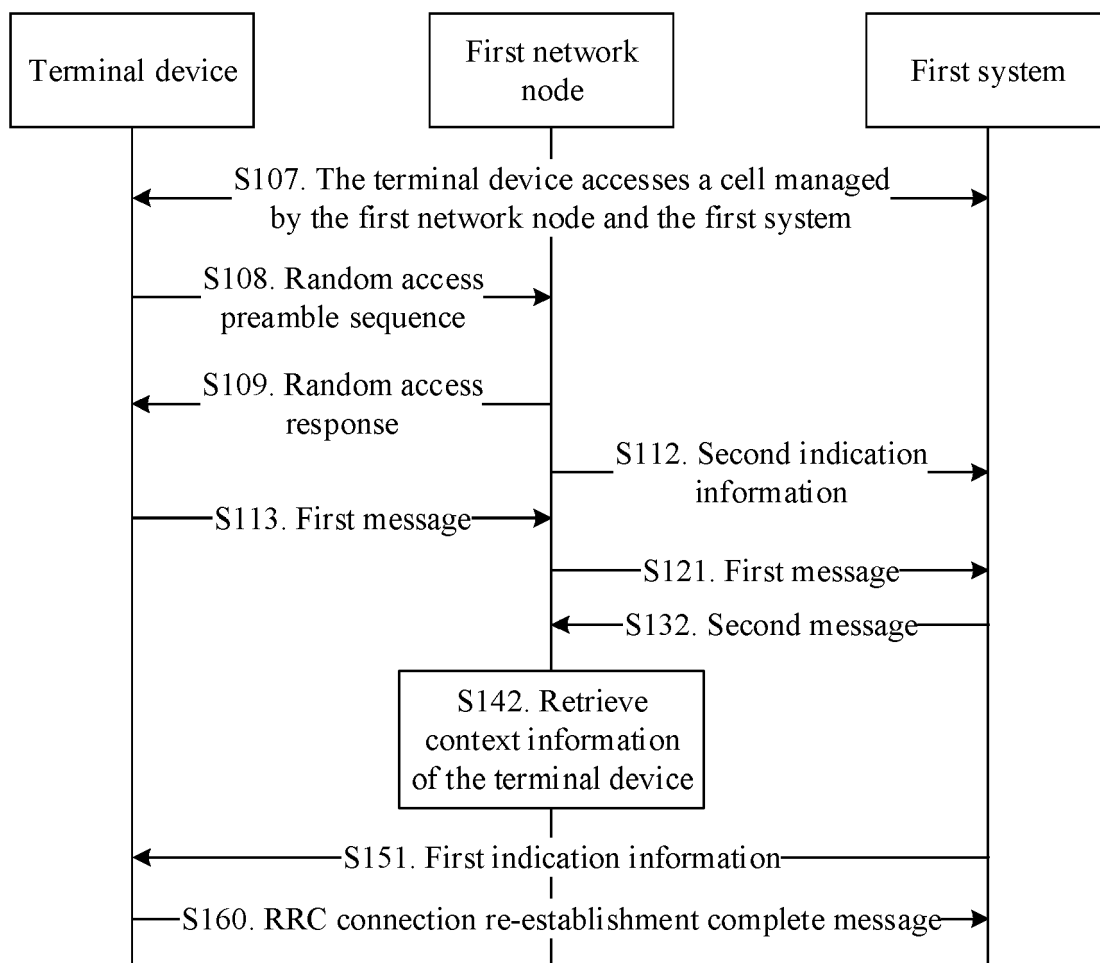 Terminal device
First network
node
First system
S107. The terminal device accesses a cell managed
by the first network node and the first system
S108. Random access
preamble sequence
S109. Random access
response
S112. Second indication
information
S113. First message
S121. First message
S132. Second message
S142. Retrieve
context information
of the terminal device
S151. First indication information
S160. RRC connection re-establishment complete message